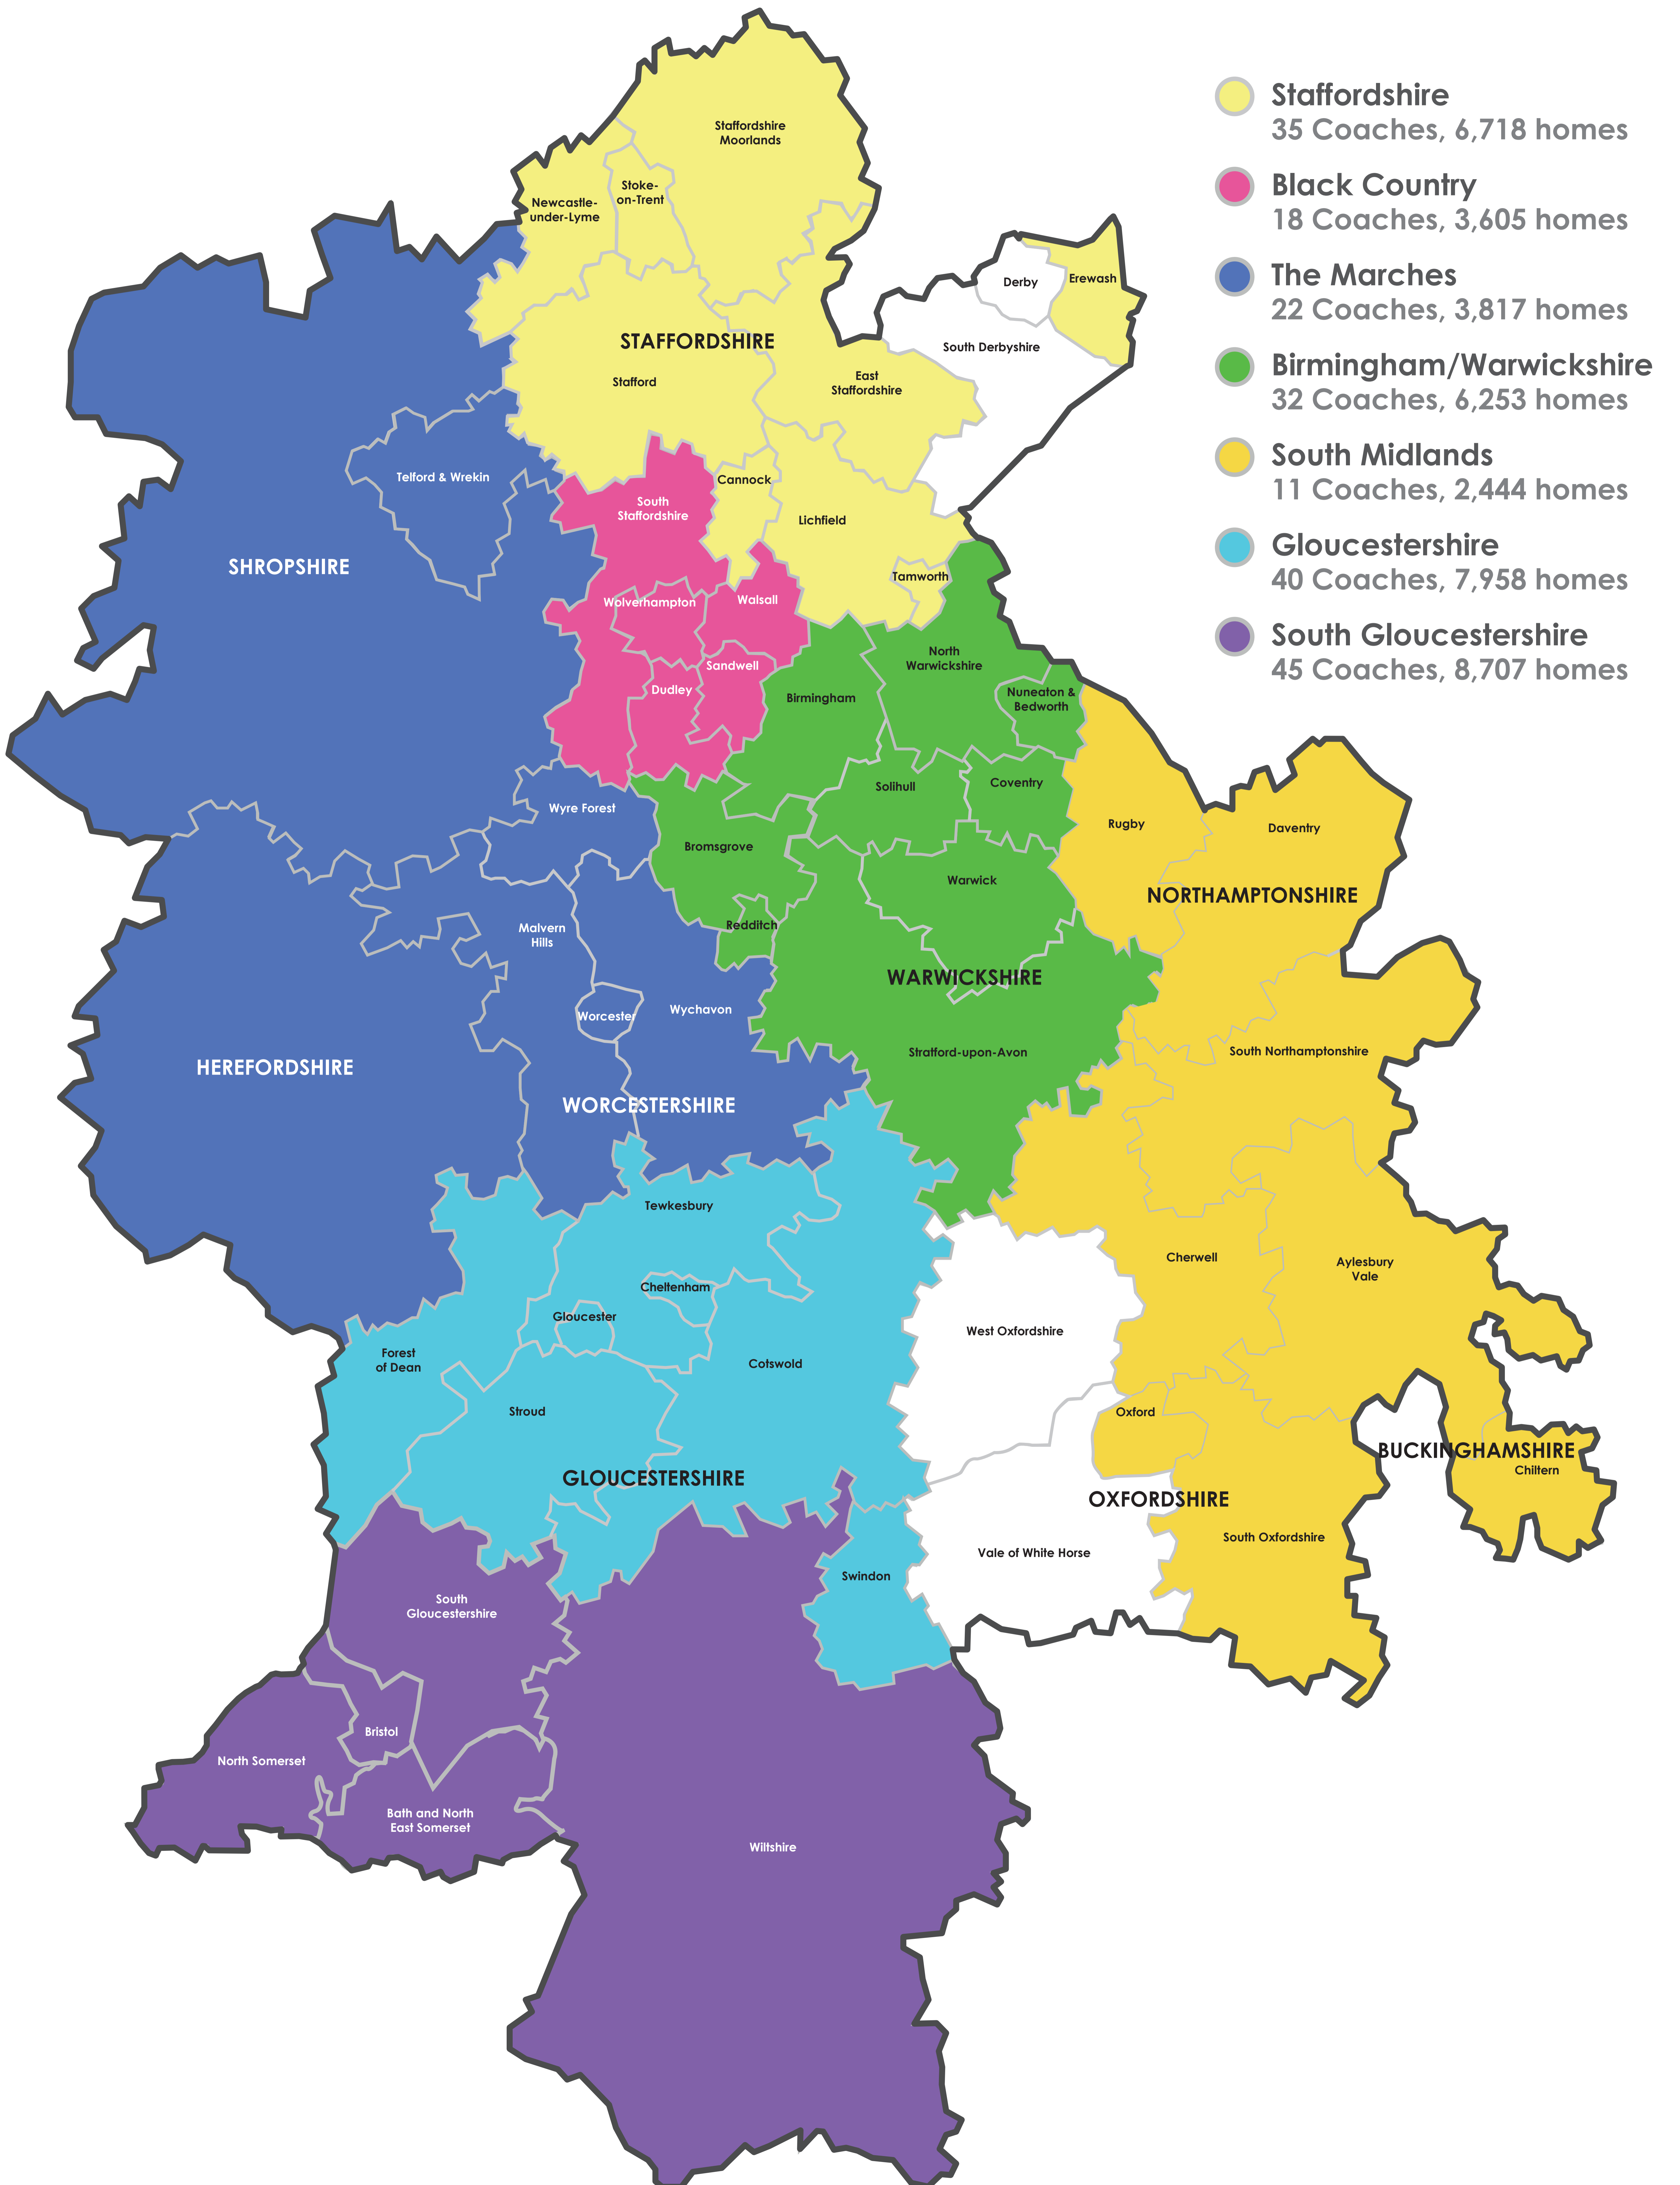 Staffordshire
35 Coaches, 6,718 homes
Black Country
18 Coaches, 3,605 homes
The Marches
22 Coaches, 3,817 homes
Birmingham/Warwickshire
32 Coaches, 6,253 homes
South Midlands
11 Coaches, 2,444 homes
Gloucestershire
40 Coaches, 7,958 homes
South Gloucestershire
45 Coaches, 8,707 homes
Staffordshire
Moorlands
Stoke-
on-Trent
Newcastle-
under-Lyme
Derby
Erewash
STAFFORDSHIRE
South Derbyshire
Stafford
East
Staffordshire
Telford & Wrekin
Cannock
South
Staffordshire
Lichfield
SHROPSHIRE
Tamworth
Wolverhampton
Walsall
North
Warwickshire
Sandwell
Dudley
Birmingham
Nuneaton &
Bedworth
Solihull
Coventry
Wyre Forest
Rugby
Daventry
Bromsgrove
Warwick
NORTHAMPTONSHIRE
Redditch
Malvern
Hills
WARWICKSHIRE
Worcester
Wychavon
Stratford-upon-Avon
South Northamptonshire
HEREFORDSHIRE
WORCESTERSHIRE
Tewkesbury
Cherwell
Aylesbury
Vale
Cheltenham
Gloucester
West Oxfordshire
Forest
of Dean
Cotswold
Stroud
Oxford
BUCKINGHAMSHIRE
Chiltern
GLOUCESTERSHIRE
OXFORDSHIRE
South Oxfordshire
Vale of White Horse
Swindon
South
Gloucestershire
Bristol
North Somerset
Bath and North
East Somerset
Wiltshire